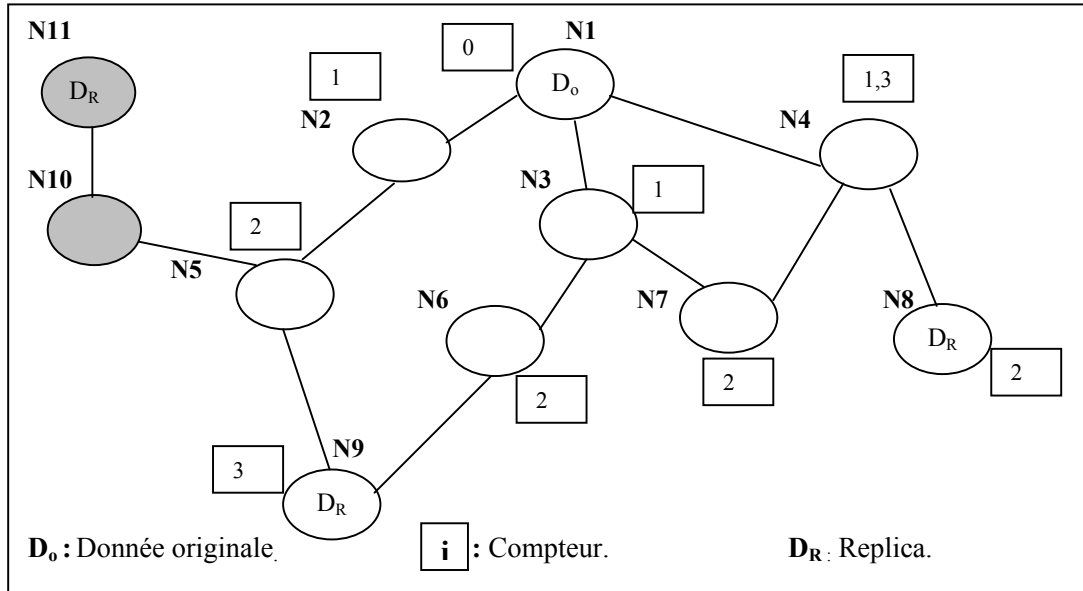 N11
N1
0
1
1,3
D_R
D_o
N2
N4
N10
N3
1
2
N5
N6
N7
N8
D_R
2
2
2
N9
3
D_R
D_o : Donnée originale.
i : Compteur.
D_R : Replica.